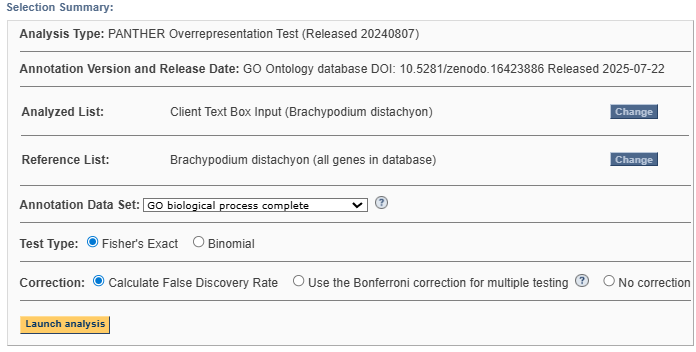 Selection Summary:
Analysis Type: PANTHER Overrepresentation Test (Released 20240807)
Annotation Version and Release Date: GO Ontology database DOI: 10.5281/zenodo.16423886 Released 2025-07-22
Analyzed List: Client Text Box Input (Brachypodium distachyon) Change
Reference List: Brachypodium distachyon (all genes in database) Change
Annotation Data Set: GO biological process complete ?
Test Type: Fisher's Exact Binomial
Correction: Calculate False Discovery Rate Use the Bonferroni correction for multiple testing ? No correction
Launch analysis